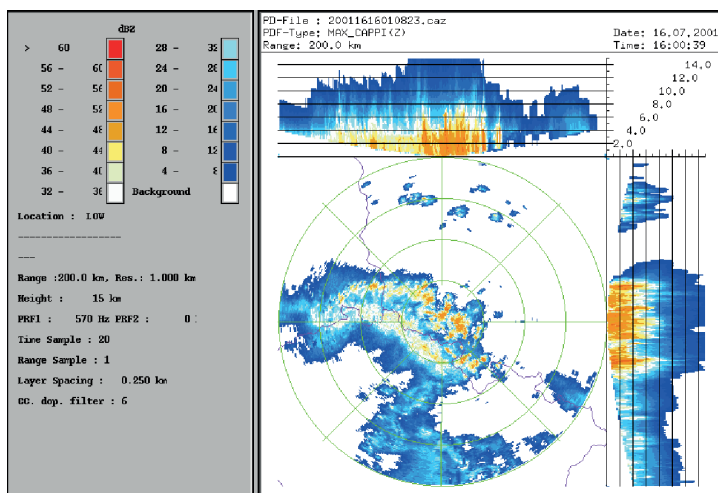 dBZ
> 60 28 - 32
56 - 60 24 - 28
52 - 56 20 - 24
48 - 52 16 - 20
44 - 48 12 - 16
40 - 44 8 - 12
36 - 40 4 - 8
32 - 36 Background
Location : LOW
-----------------
---
Range :200.0 km, Res.: 1.000 km
Height : 15 km
PRF1 : 570 Hz PRF2 : 0
Time Sample : 20
Range Sample : 1
Layer Spacing : 0.250 km
CC. dop. filter : 6
PD-File : 20011616010823.caz
PDF-Type: MAX_CAPPI(Z)
Range: 200.0 km
Date: 16.07.2001
Time: 16:00:39
14.0
12.0
10.0
8.0
6.0
4.0
2.0